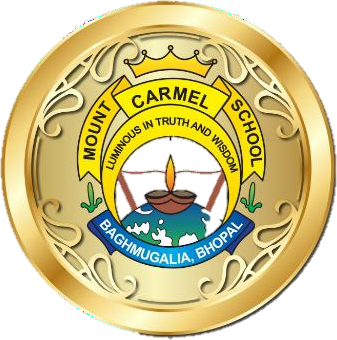 MOUNT CARMEL SCHOOL
LUMINOUS IN TRUTH AND WISDOM
BAGHMUGALIA, BHOPAL